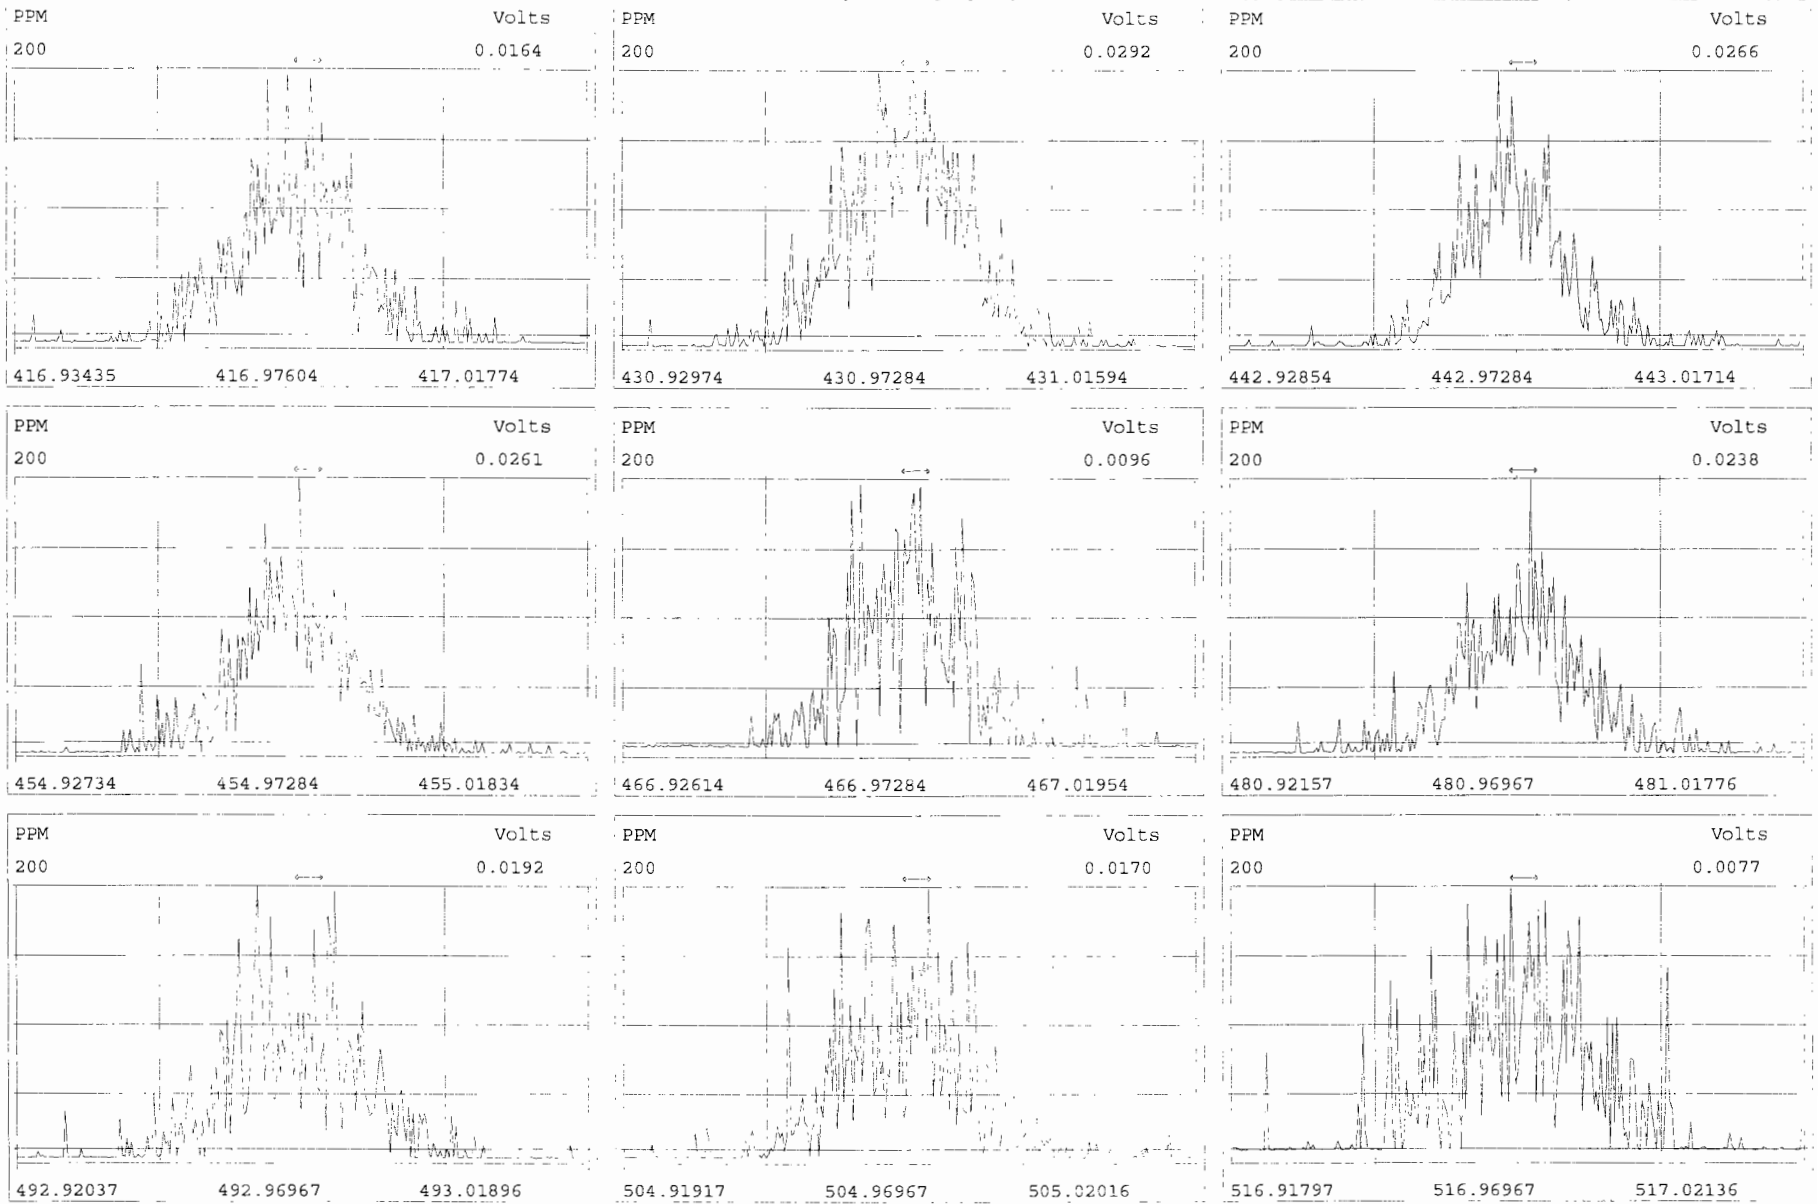 PPM Volts
200 0.0164
416.93435 416.97604 417.01774
PPM Volts
200 0.0292
430.92974 430.97284 431.01594
PPM Volts
200 0.0266
442.92854 442.97284 443.01714
PPM Volts
200 0.0261
454.92734 454.97284 455.01834
PPM Volts
200 0.0096
466.92614 466.97284 467.01954
PPM Volts
200 0.0238
480.92157 480.96967 481.01776
PPM Volts
200 0.0192
492.92037 492.96967 493.01896
PPM Volts
200 0.0170
504.91917 504.96967 505.02016
PPM Volts
200 0.0077
516.91797 516.96967 517.02136